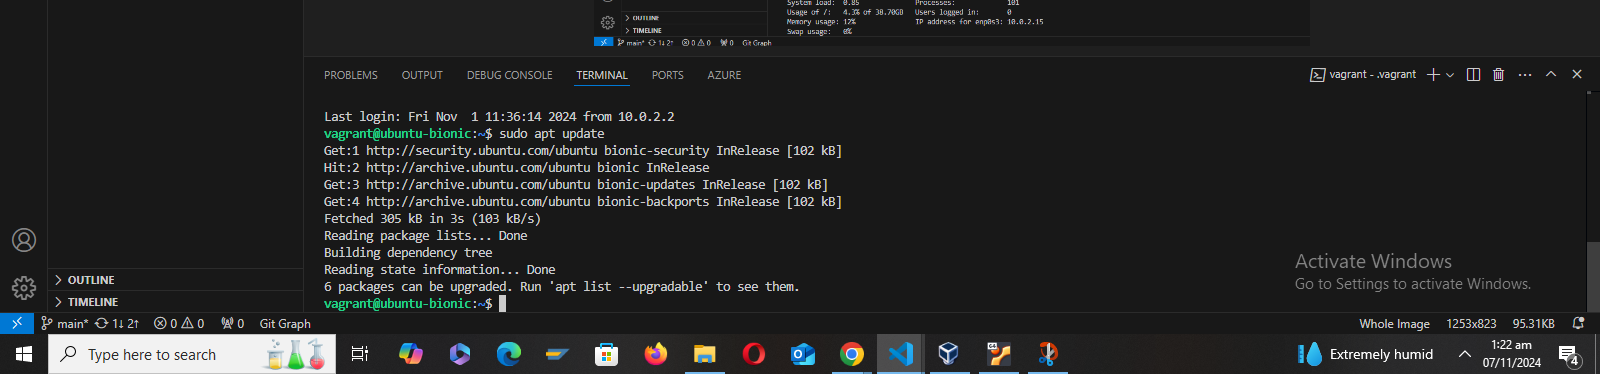 System load: 0.85 Processes: 101
Usage of /: 4.3% of 38.70GB Users logged in: 0
Memory usage: 12% IP address for enp0s3: 10.0.2.15
Swap usage: 0%
OUTLINE
TIMELINE
main* 1↓ 2↑ 0 0 0 Git Graph
PROBLEMS OUTPUT DEBUG CONSOLE TERMINAL PORTS AZURE
vagrant - .vagrant
Last login: Fri Nov  1 11:36:14 2024 from 10.0.2.2
vagrant@ubuntu-bionic:~$ sudo apt update
Get:1 http://security.ubuntu.com/ubuntu bionic-security InRelease [102 kB]
Hit:2 http://archive.ubuntu.com/ubuntu bionic InRelease
Get:3 http://archive.ubuntu.com/ubuntu bionic-updates InRelease [102 kB]
Get:4 http://archive.ubuntu.com/ubuntu bionic-backports InRelease [102 kB]
Fetched 305 kB in 3s (103 kB/s)
Reading package lists... Done
Building dependency tree
Reading state information... Done
6 packages can be upgraded. Run 'apt list --upgradable' to see them.
vagrant@ubuntu-bionic:~$
OUTLINE
TIMELINE
Activate Windows
Go to Settings to activate Windows.
main* 1↓ 2↑ 0 0 0 Git Graph
Whole Image 1253x823 95.31KB
Type here to search
64
Extremely humid
1:22 am
07/11/2024
4